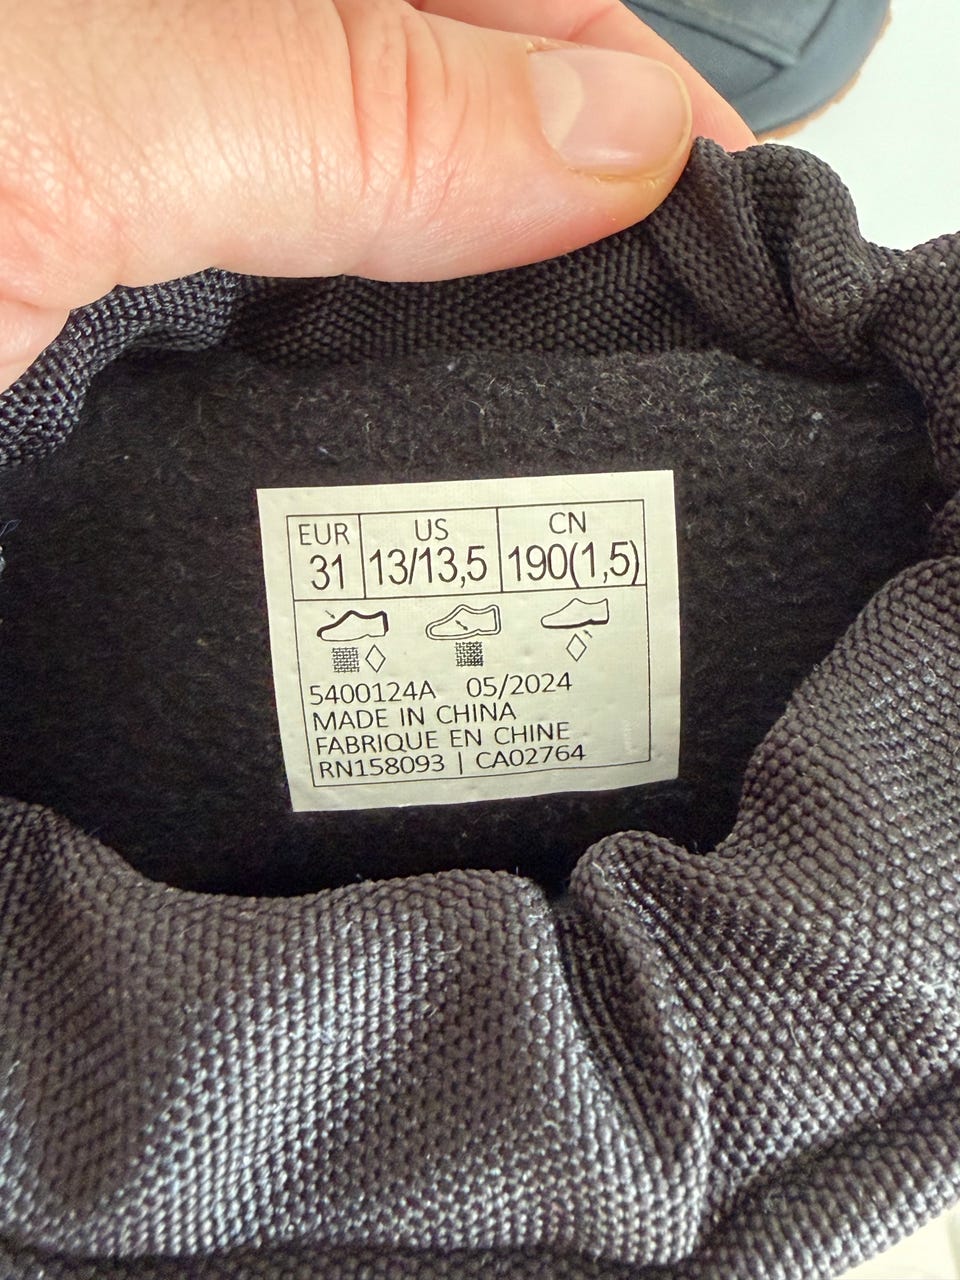 EUR US CN
31 13/13,5 190(1,5)
5400124A 05/2024
MADE IN CHINA
FABRIQUE EN CHINE
RN158093 | CA02764